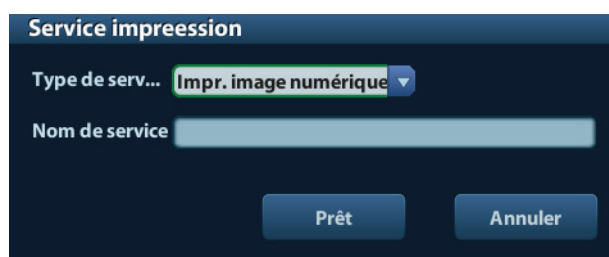 Service impreession
Type de serv... Impr. image numérique
Nom de service
Prêt Annuler